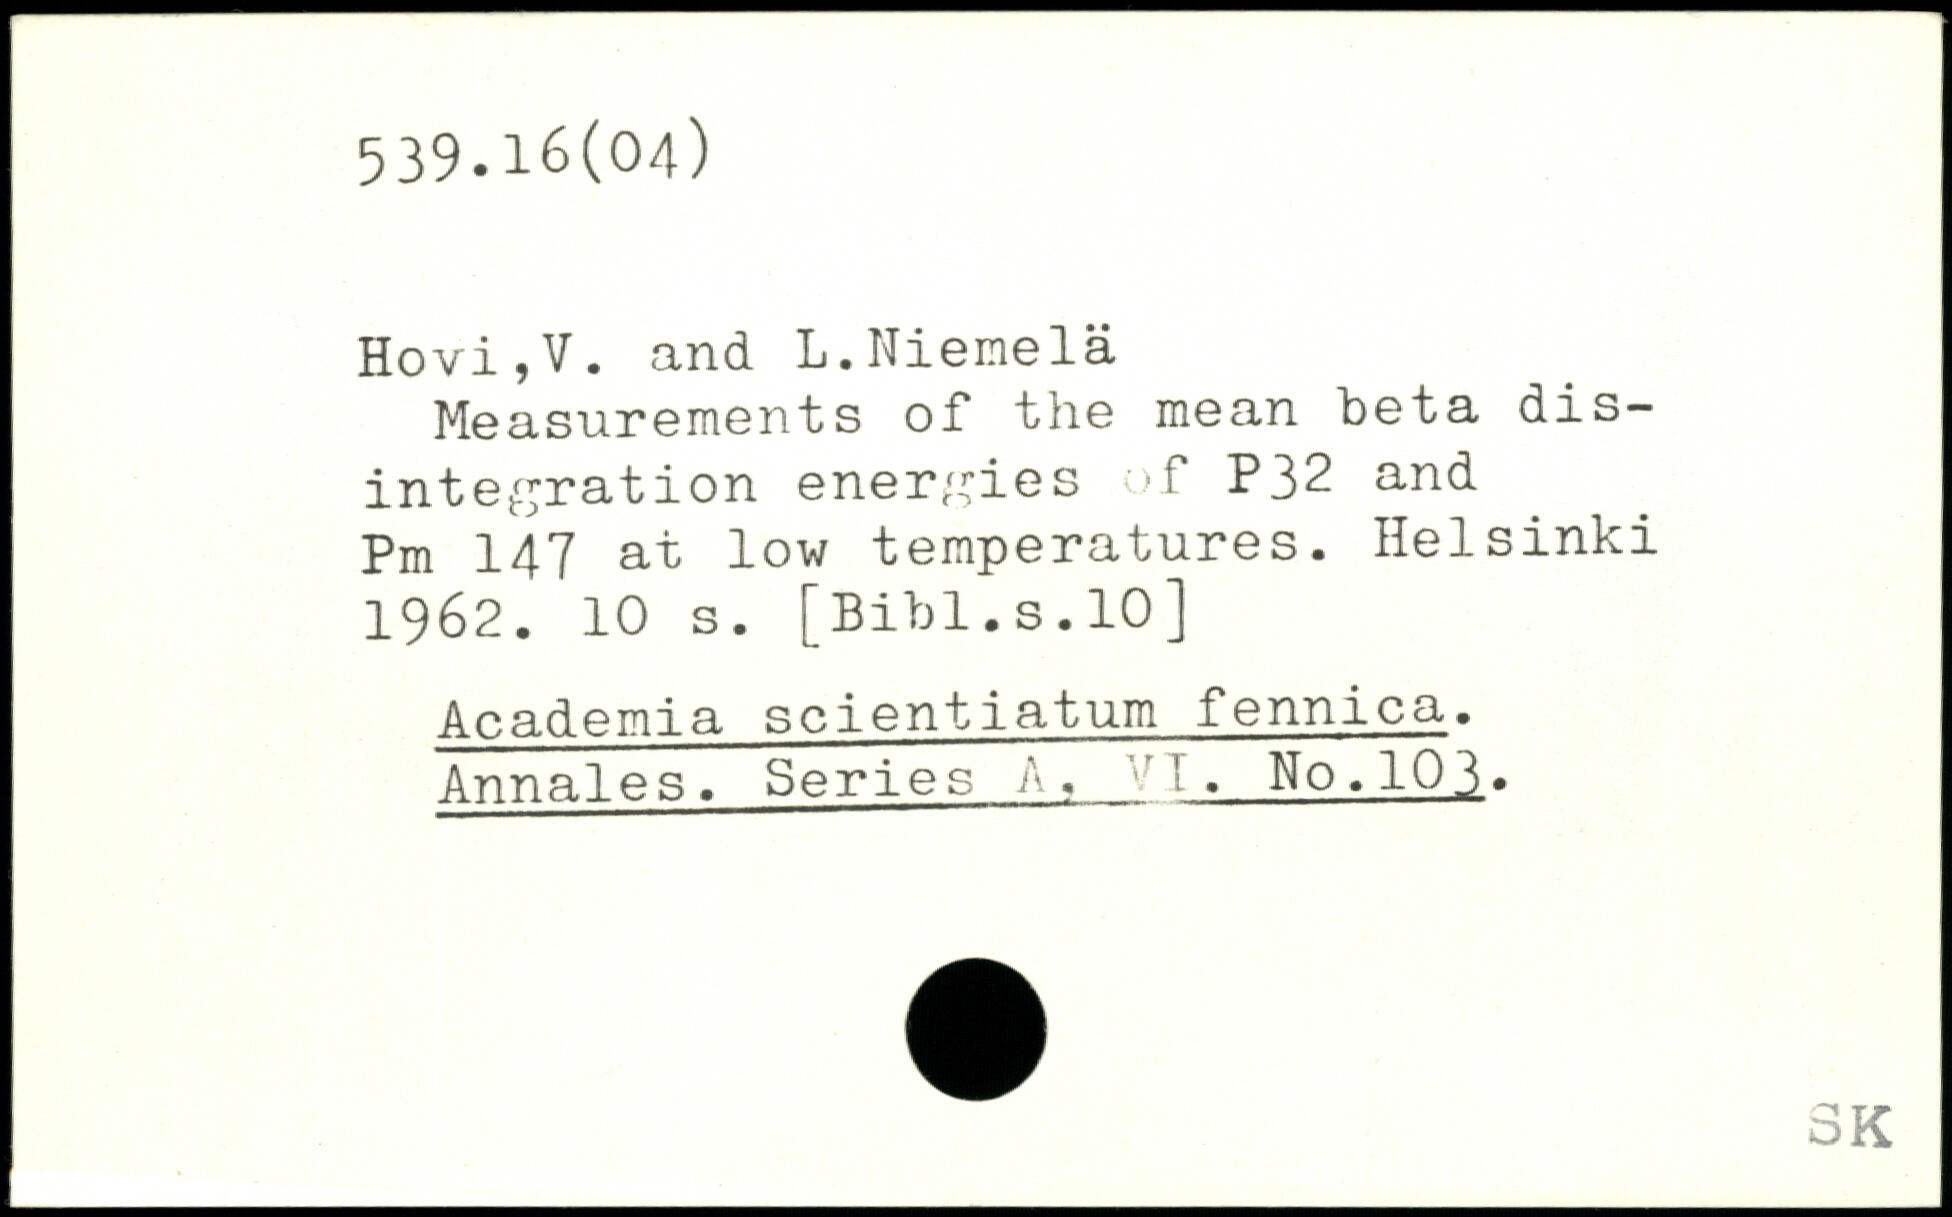 539.16(04)
Hovi,V. and L.Niemelä
Measurements of the mean beta dis-
integration energies of P32 and
Pm 147 at low temperatures. Helsinki
1962. 10 s. [Bibl.s.10]
Academia scientiatum fennica.
Annales. Series A, VI. No.103.
SK